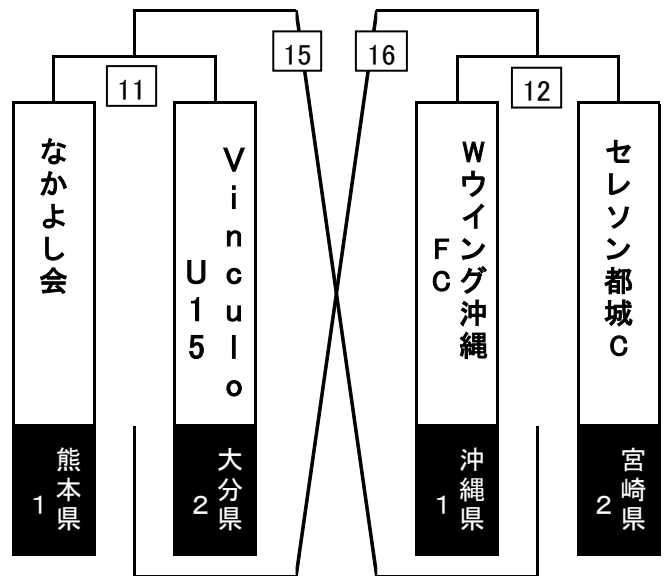 15
16
11
12
なかよし会
Vinculo
U15
Wウイング沖縄
FC
セレソン都城C
熊本県
1
大分県
2
沖縄県
1
宮崎県
2